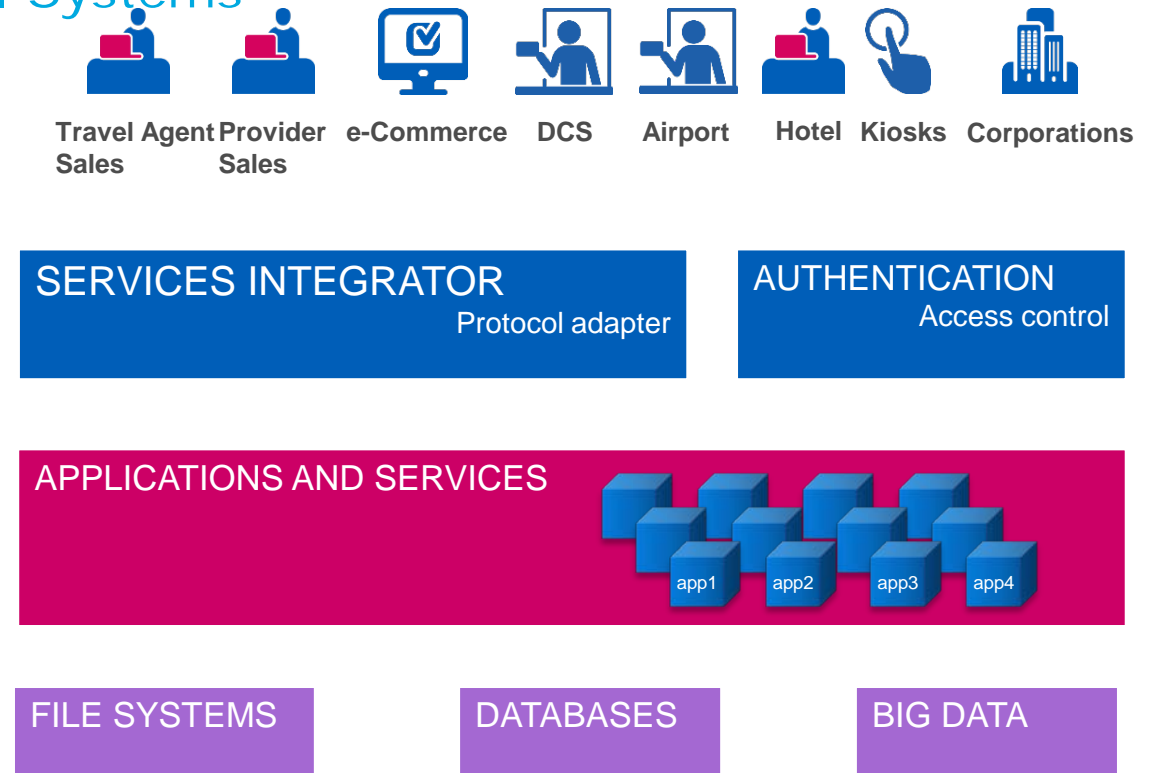 Systems
Travel Agent Provider e-Commerce DCS Airport Hotel Kiosks Corporations
Sales Sales
SERVICES INTEGRATOR
Protocol adapter
AUTHENTICATION
Access control
APPLICATIONS AND SERVICES
app1 app2 app3 app4
FILE SYSTEMS DATABASES BIG DATA